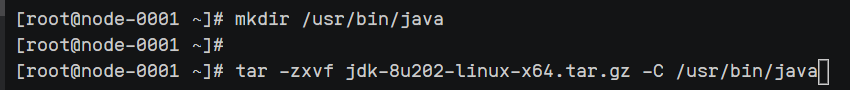 [root@node-0001 ~]# mkdir /usr/bin/java
[root@node-0001 ~]#
[root@node-0001 ~]# tar -zxvf jdk-8u202-linux-x64.tar.gz -C /usr/bin/java